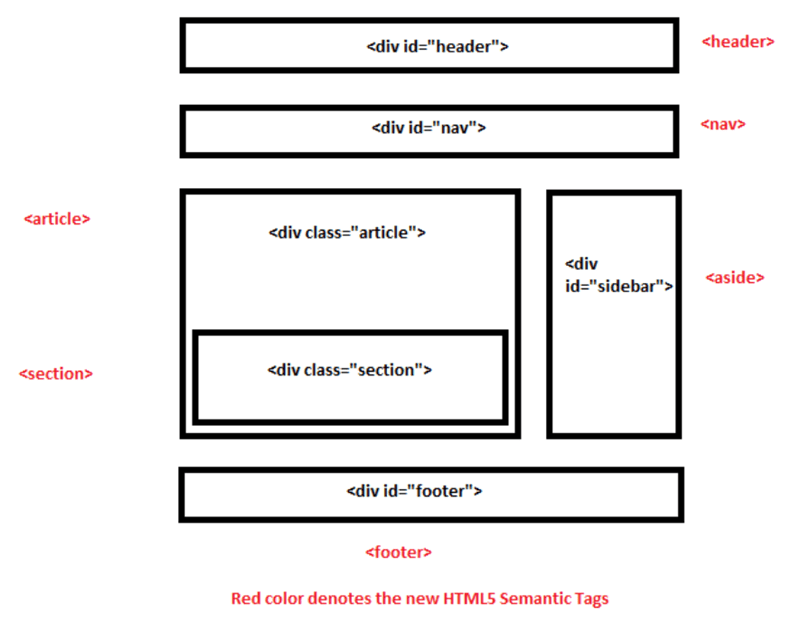 <div id="header">
<header>
<div id="nav">
<nav>
<article>
<div class="article">
<div
id="sidebar">
<aside>
<section>
<div class="section">
<div id="footer">
<footer>
Red color denotes the new HTML5 Semantic Tags